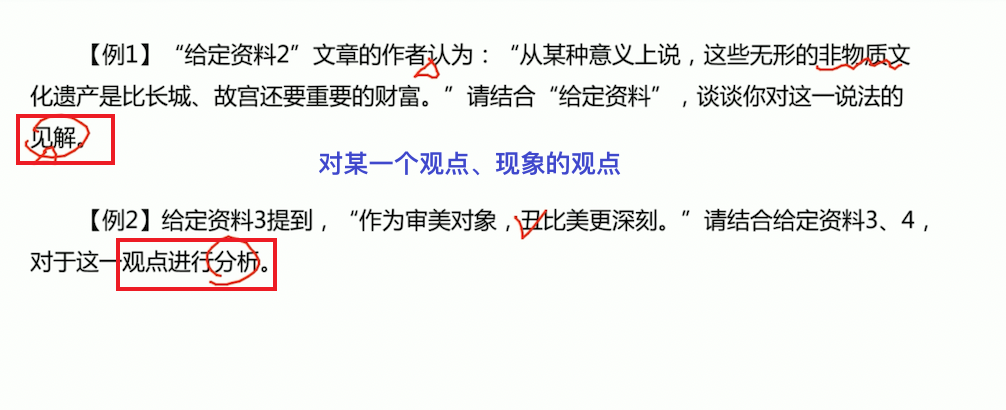 【例1】“给定资料2”文章的作者认为：“从某种意义上说，这些无形的非物质文
化遗产是比长城、故宫还要重要的财富。”请结合“给定资料”，谈谈你对这一说法的
见解。
对某一个观点、现象的观点
【例2】给定资料3提到，“作为审美对象，丑比美更深刻。”请结合给定资料3、4，
对于这一观点进行分析。